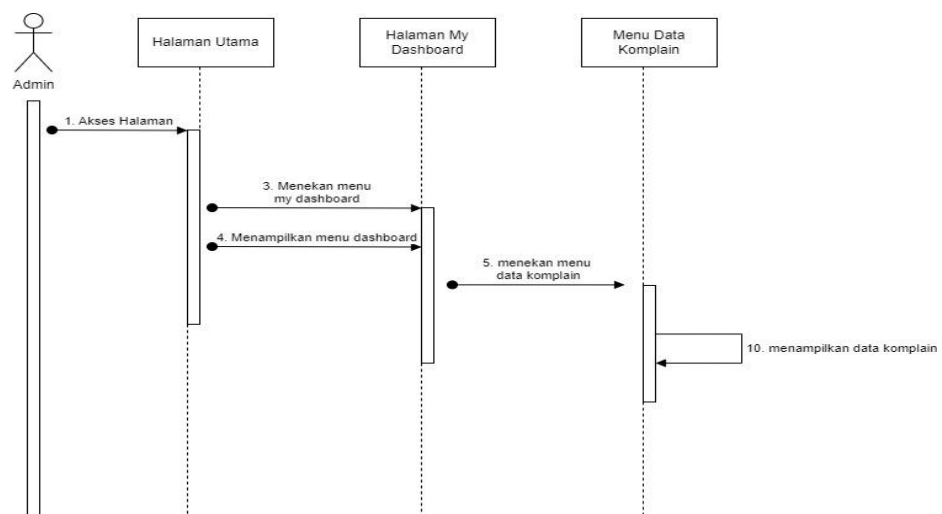 Halaman Utama
Halaman My
Dashboard
Menu Data
Komplain
Admin
1. Akses Halaman
3. Menekan menu
my dashboard
4. Menampilkan menu dashboard
5. menekan menu
data komplain
10. menampilkan data komplain